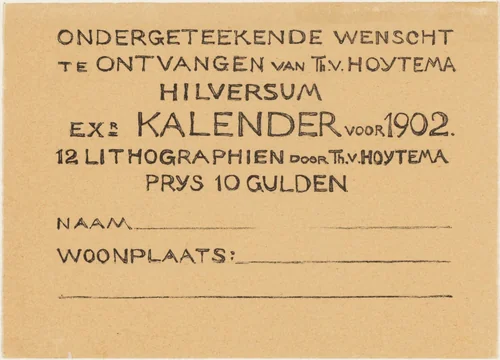 ONDERGETEEKENDE WENSCHT
TE ONTVANGEN VAN TH.V. HOYTEMA
HILVERSUM
EXR KALENDER VOOR 1902.
12 LITHOGRAPHIEN DOOR TH.V. HOYTEMA
PRYS 10 GULDEN
NAAM
WOONPLAATS: